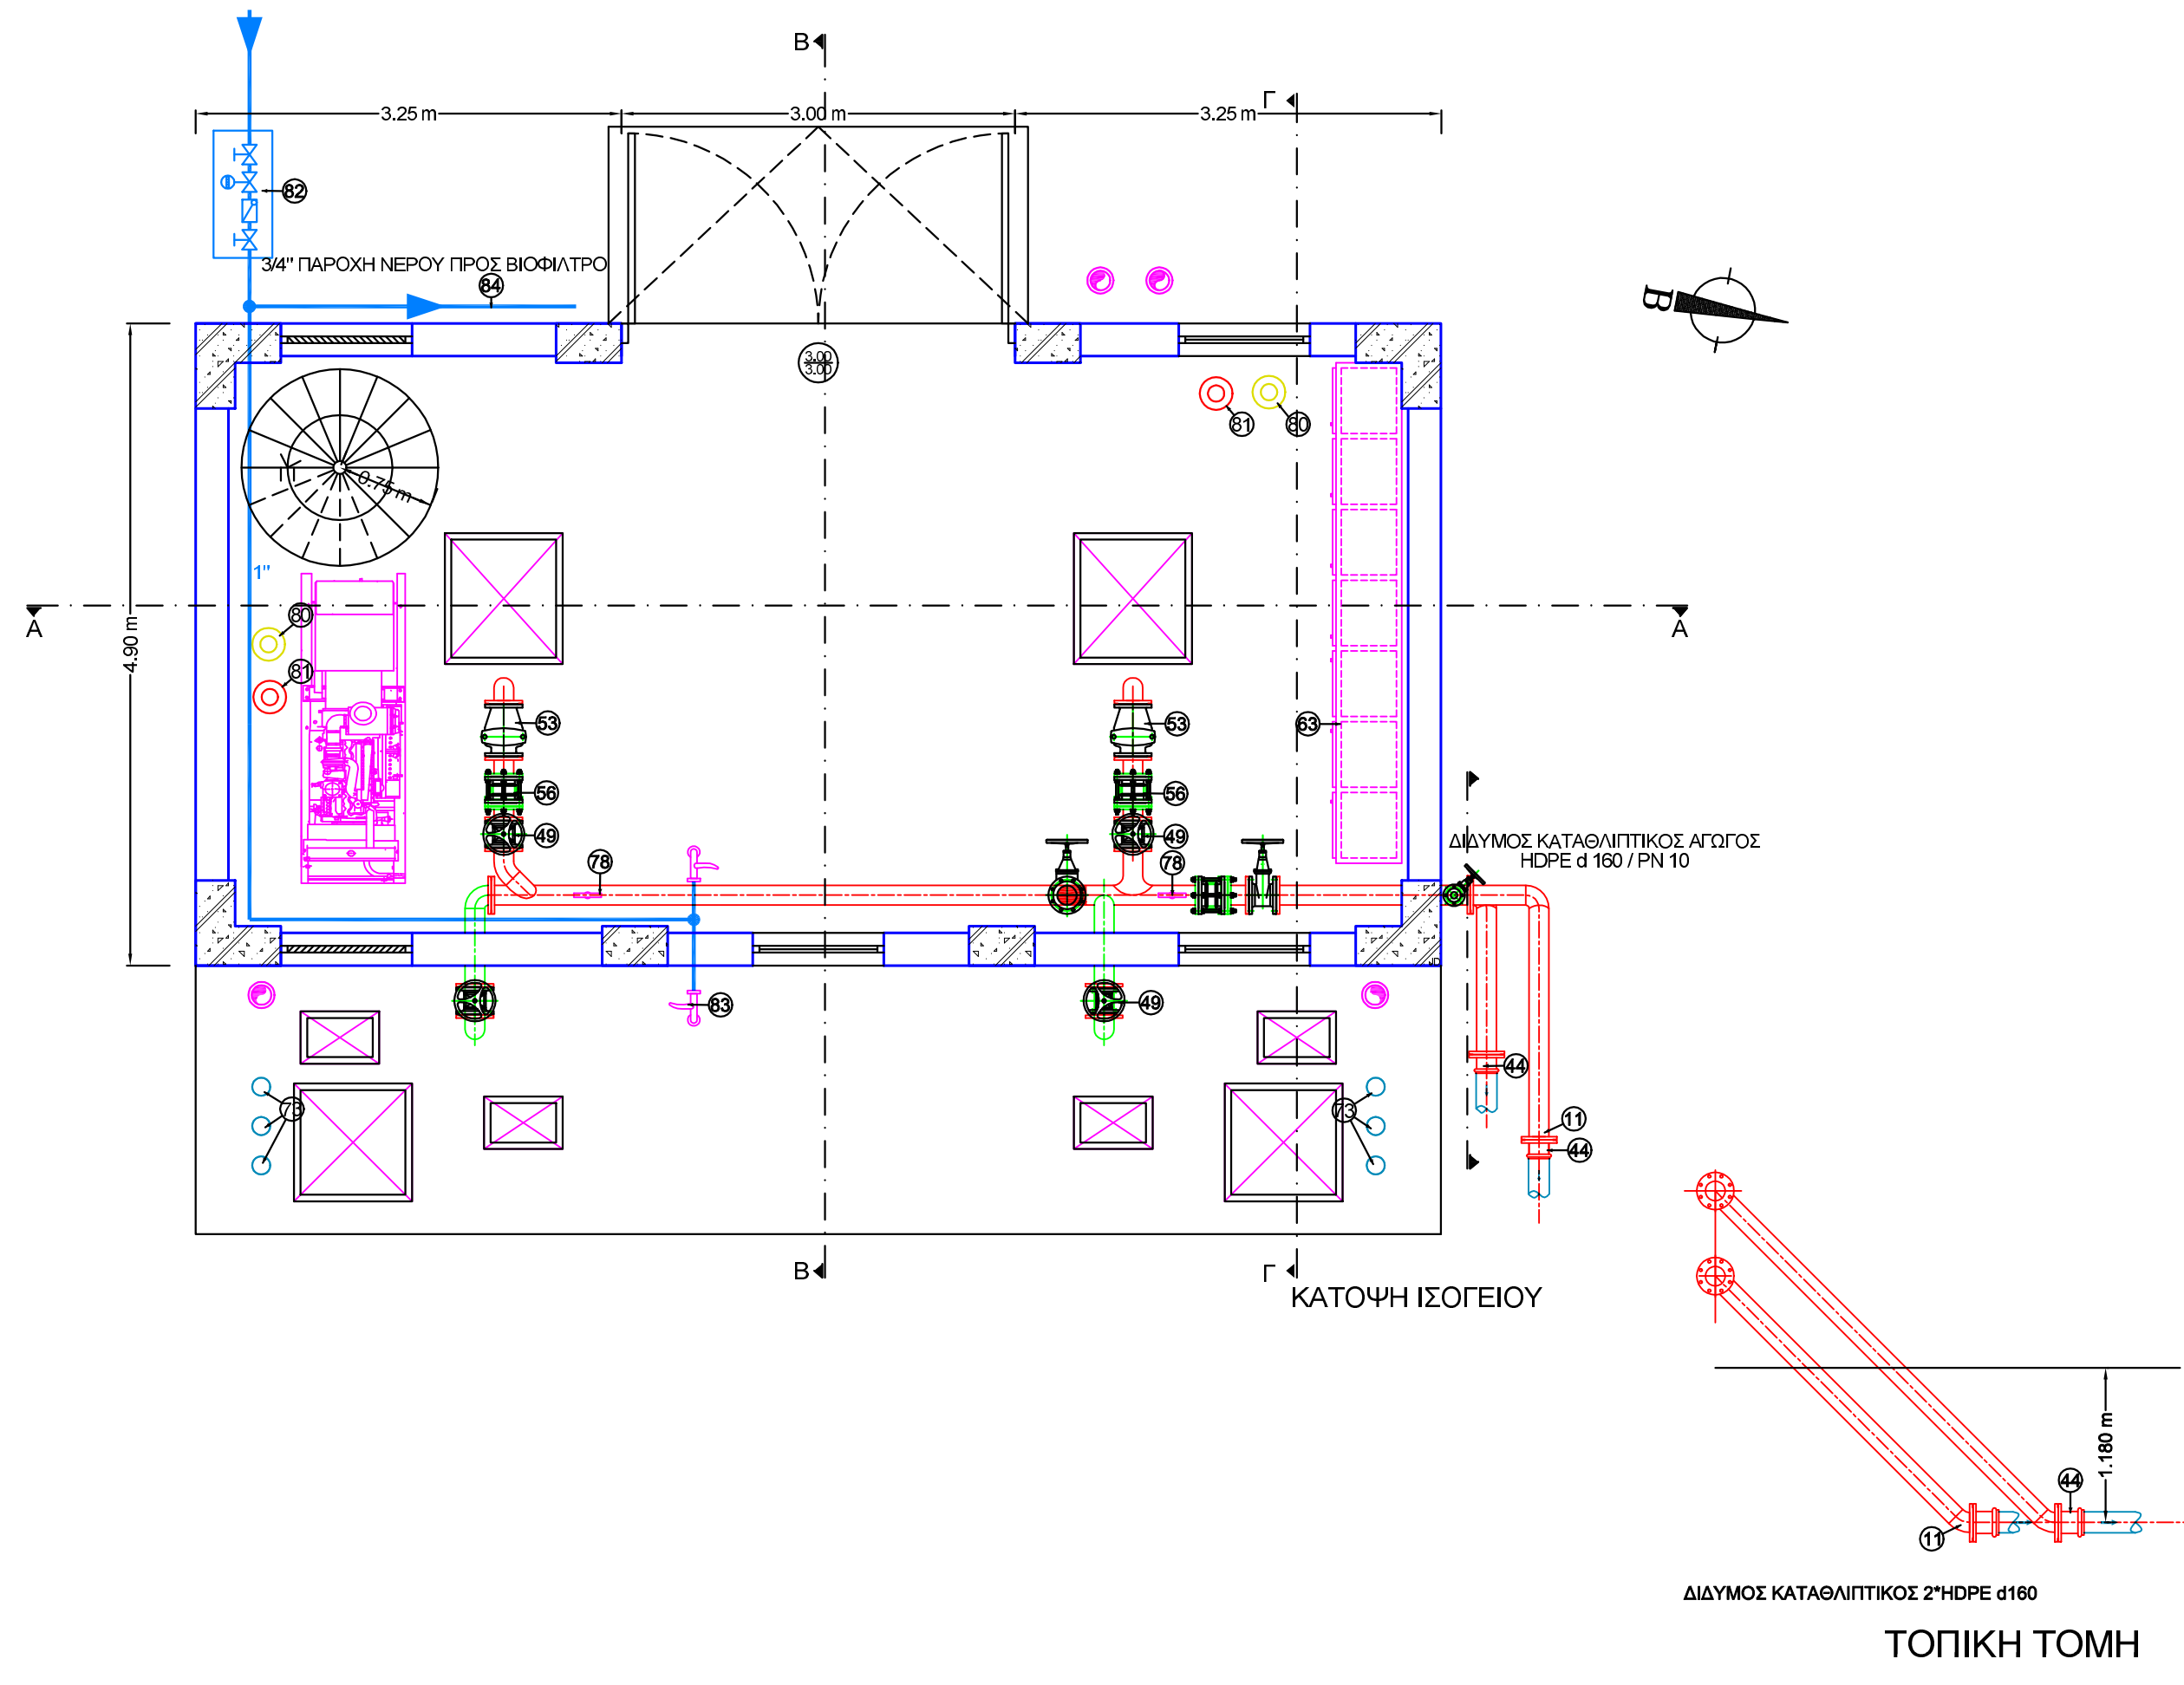 B
Γ
3.25 m
3.00 m
3.25 m
82
3/4" ΠΑΡΟΧΗ ΝΕΡΟΥ ΠΡΟΣ ΒΙΟΦΙΛΤΡΟ
84
B
3.00
3.00
81
80
0.75 m
1"
80
A
A
4.90 m
81
53
53
63
56
56
49
49
ΔΙΔΥΜΟΣ ΚΑΤΑΘΛΙΠΤΙΚΟΣ ΑΓΩΓΟΣ
HDPE d 160 / PN 10
78
78
83
49
44
73
73
11
44
B
Γ
ΚΑΤΟΨΗ ΙΣΟΓΕΙΟΥ
1.180 m
44
11
ΔΙΔΥΜΟΣ ΚΑΤΑΘΛΙΠΤΙΚΟΣ 2*HDPE d160
ΤΟΠΙΚΗ ΤΟΜΗ